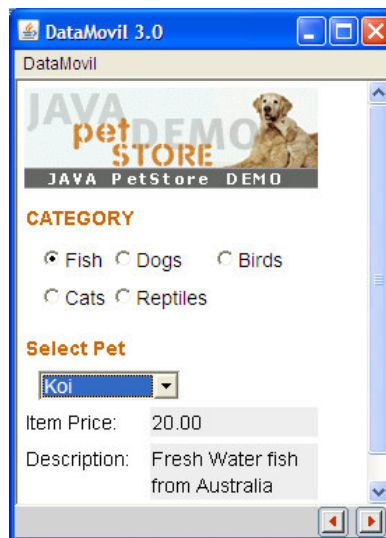 DataMovil 3.0
DataMovil
JAVA
pet DEMO
STORE
JAVA PetStore DEMO
CATEGORY
Fish Dogs Birds
Cats Reptiles
Select Pet
Koi
Item Price: 20.00
Description: Fresh Water fish
from Australia